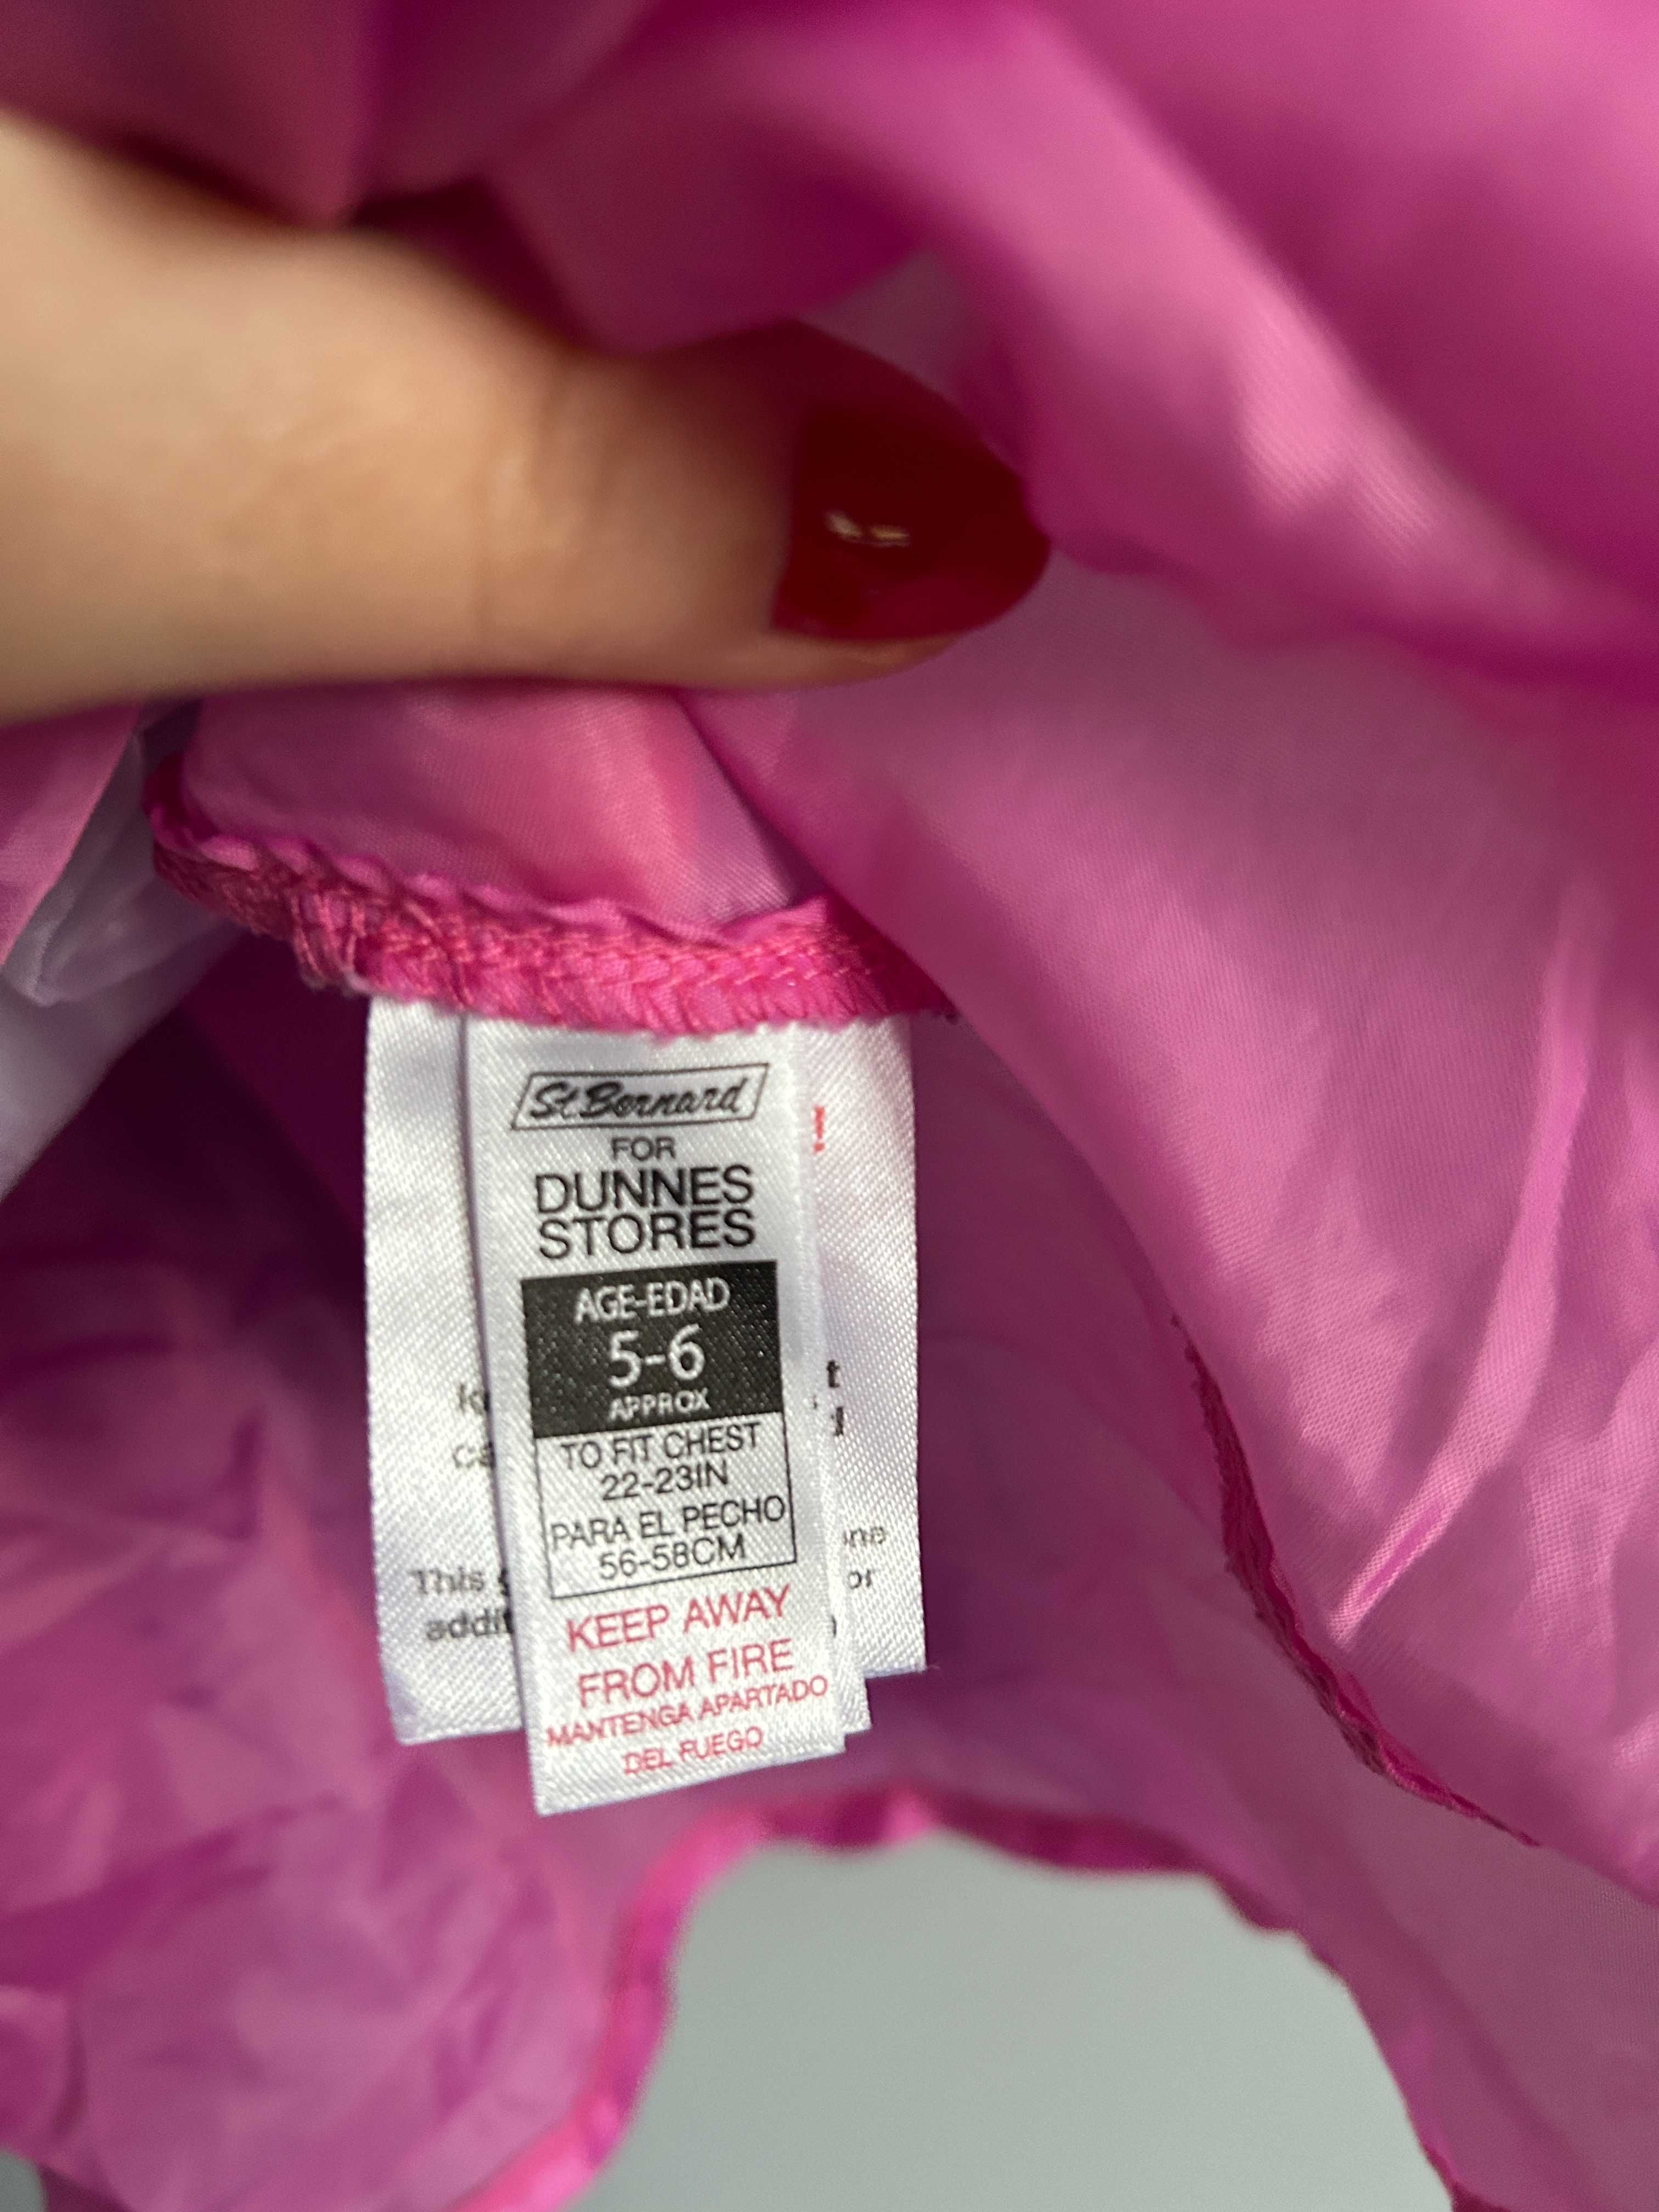 St Bernard
FOR
DUNNES
STORES
AGE-EDAD
5-6
APPROX
TO FIT CHEST
22-23IN
PARA EL PECHO
56-58CM
KEEP AWAY
FROM FIRE
MANTENGA APARTADO
DEL FUEGO
!
This